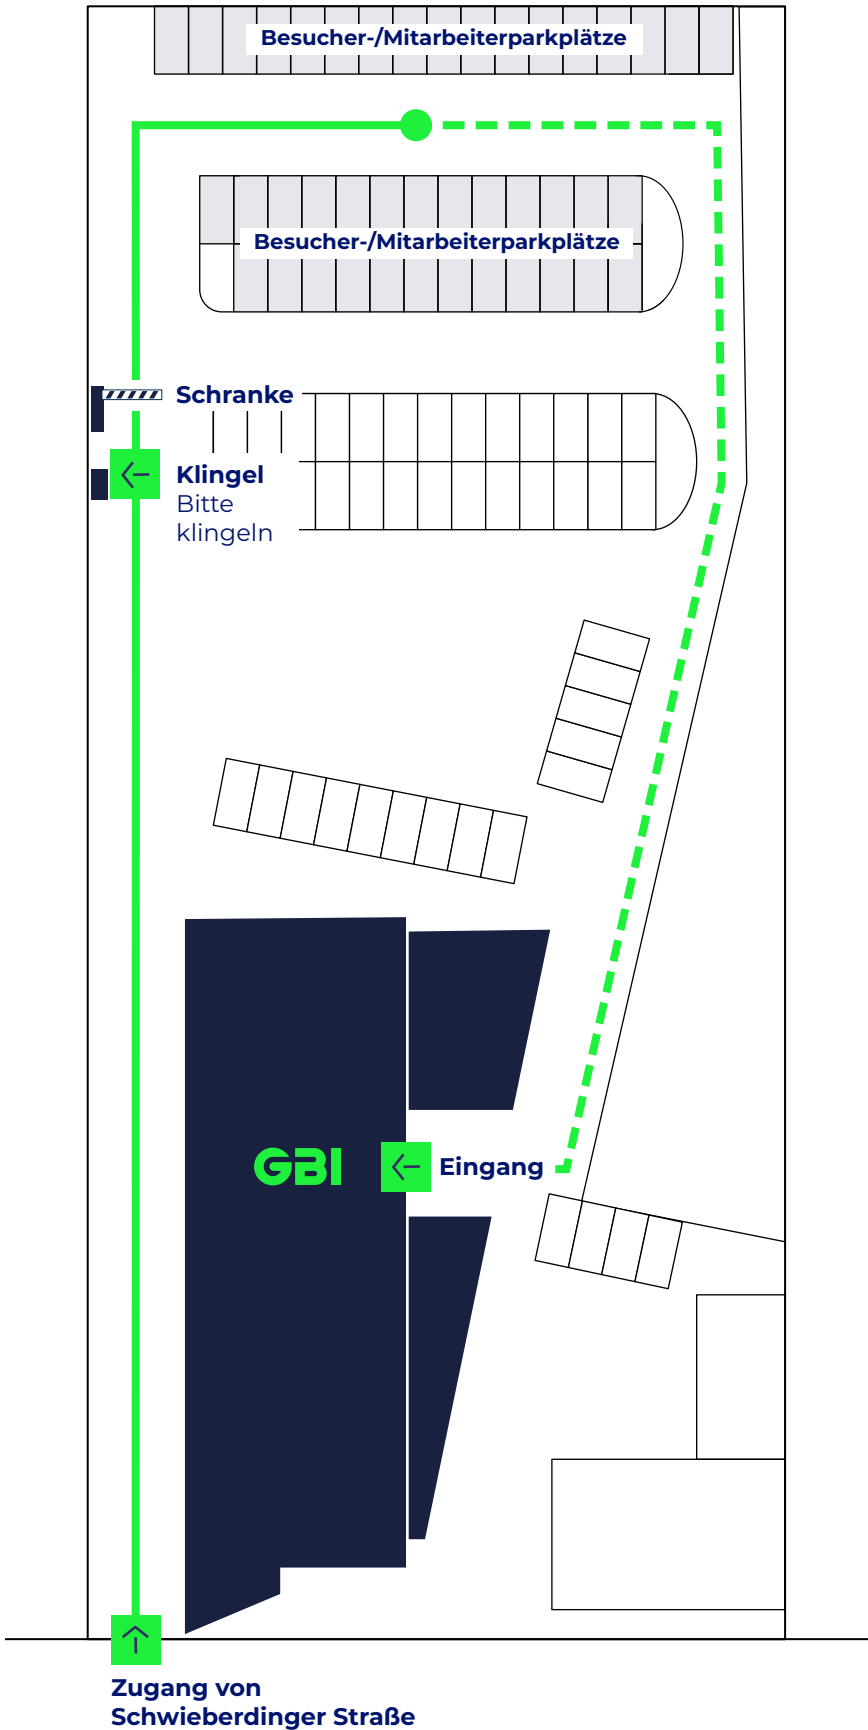 Besucher-/Mitarbeiterparkplätze
Besucher-/Mitarbeiterparkplätze
Schranke
Klingel
Bitte
klingeln
GBI
Eingang
Zugang von
Schwieberdinger Straße